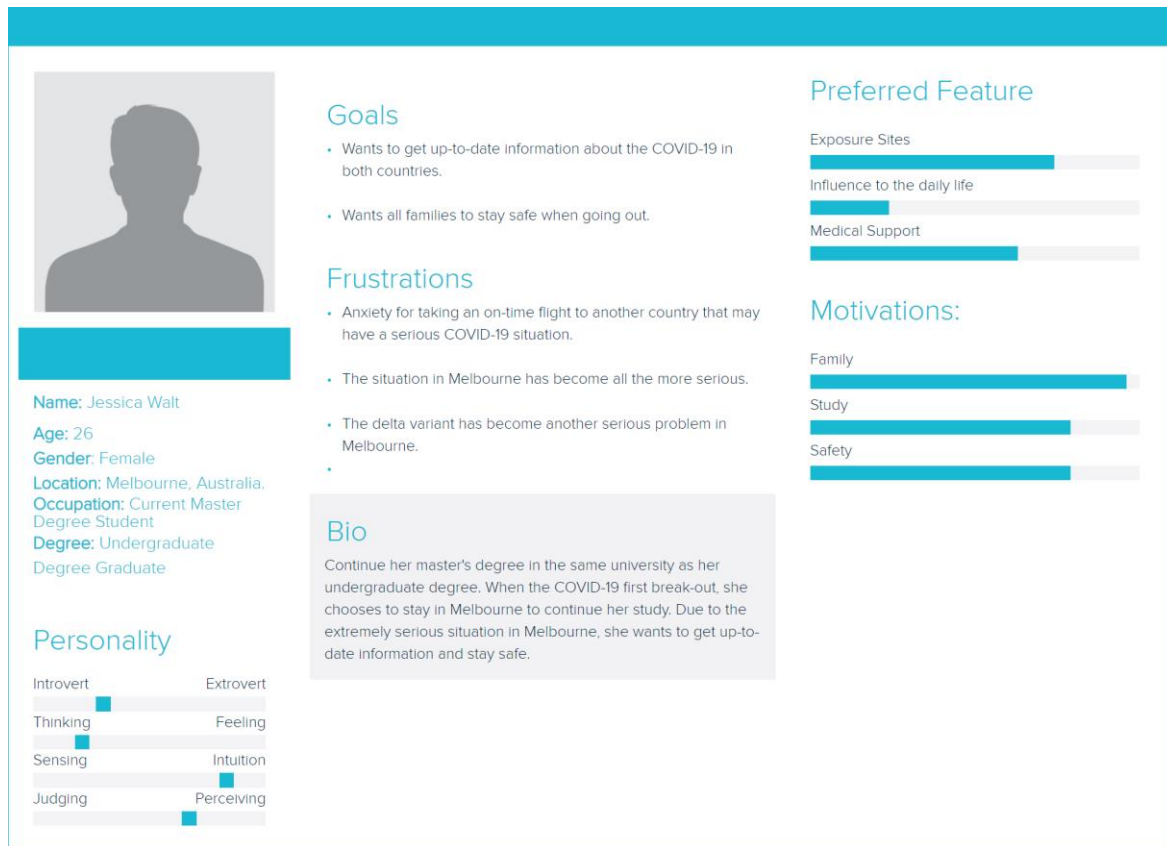 Name: Jessica Walt
Age: 26
Gender: Female
Location: Melbourne, Australia.
Occupation: Current Master
Degree Student
Degree: Undergraduate
Degree Graduate
Personality
Introvert Extrovert
Thinking Feeling
Sensing Intuition
Judging Perceiving
Goals
• Wants to get up-to-date information about the COVID-19 in
both countries.
• Wants all families to stay safe when going out.
Frustrations
• Anxiety for taking an on-time flight to another country that may
have a serious COVID-19 situation.
• The situation in Melbourne has become all the more serious.
• The delta variant has become another serious problem in
Melbourne.
•
Bio
Continue her master's degree in the same university as her
undergraduate degree. When the COVID-19 first break-out, she
chooses to stay in Melbourne to continue her study. Due to the
extremely serious situation in Melbourne, she wants to get up-to-
date information and stay safe.
Preferred Feature
Exposure Sites
Influence to the daily life
Medical Support
Motivations:
Family
Study
Safety